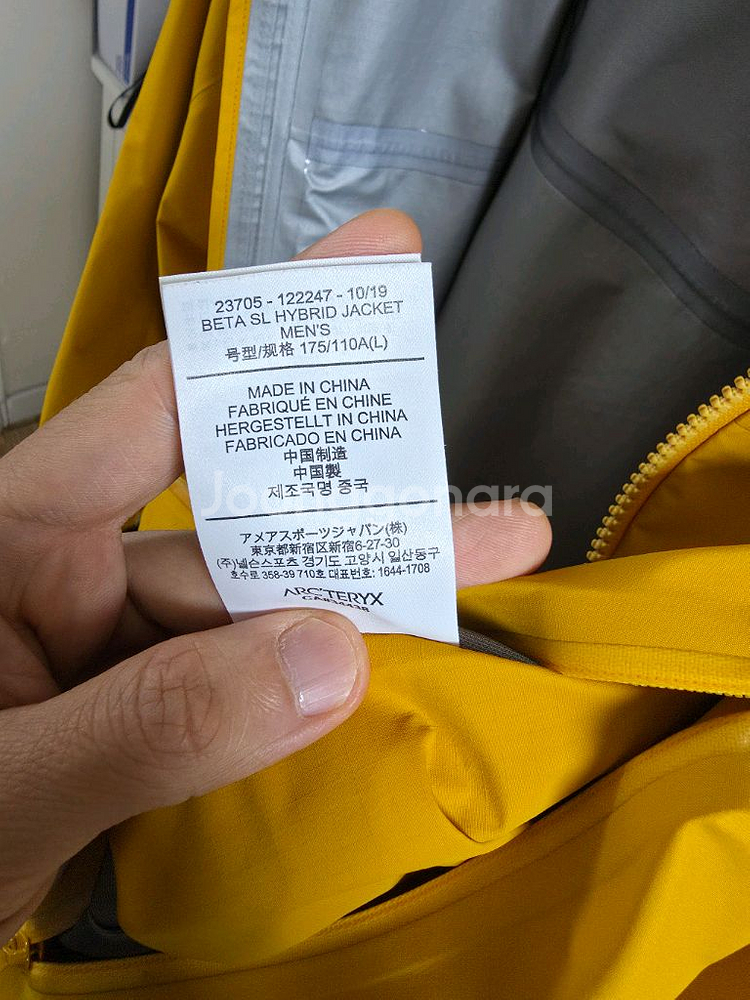 23705 - 122247 - 10/19
BETA SL HYBRID JACKET
MEN'S
号型/规格 175/110A(L)
MADE IN CHINA
FABRIQUÉ EN CHINE
HERGESTELLT IN CHINA
FABRICADO EN CHINA
中国制造
中国製
제조국명 중국
Joonggonara
アメアスポーツジャパン(株)
東京都新宿区新宿6-27-30
(주)넬슨스포츠 경기도 고양시 일산동구
호수로 358-39 710호 대표번호: 1644-1708
ARC'TERYX